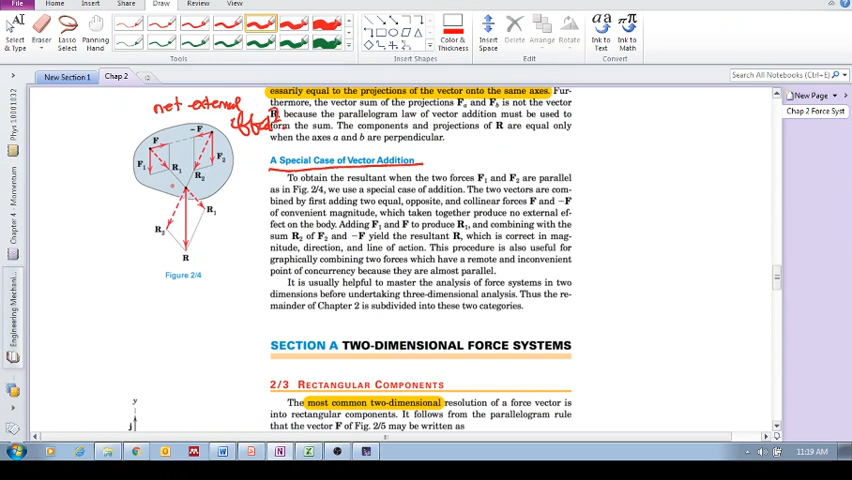 File
Home
Insert
Share
Draw
Review
View
Select & Type
Eraser
Lasso Select
Panning Hand
Tools
Insert Shapes
Color & Thickness
Insert Space
Delete
Arrange
Rotate
Edit
Ink to Text
Ink to Math
Convert
New Section 1
Chap 2
Search All Notebooks (Ctrl+E)
Phys 10011032
Chapter 4 - Momentum
Engineering Mechani
Chap 2 Force Systems
net external
effect
essarily equal to the projections of the vector onto the same axes. Fur-
thermore, the vector sum of the projections Fa and Fb is not the vector
R, because the parallelogram law of vector addition must be used to
form the sum. The components and projections of R are equal only
when the axes a and b are perpendicular.
A Special Case of Vector Addition
To obtain the resultant when the two forces F1 and F2 are parallel
as in Fig. 2/4, we use a special case of addition. The two vectors are com-
bined by first adding two equal, opposite, and collinear forces F and −F
of convenient magnitude, which taken together produce no external ef-
fect on the body. Adding F1 and F to produce R1, and combining with the
sum R2 of F2 and −F yield the resultant R, which is correct in mag-
nitude, direction, and line of action. This procedure is also useful for
graphically combining two forces which have a remote and inconvenient
point of concurrency because they are almost parallel.
It is usually helpful to master the analysis of force systems in two
dimensions before undertaking three-dimensional analysis. Thus the re-
mainder of Chapter 2 is subdivided into these two categories.
F
−F
F1
R1
R2
F2
R1
R2
R
Figure 2/4
SECTION A TWO-DIMENSIONAL FORCE SYSTEMS
2/3 RECTANGULAR COMPONENTS
The most common two-dimensional resolution of a force vector is
into rectangular components. It follows from the parallelogram rule
that the vector F of Fig. 2/5 may be written as
y
j
11:19 AM